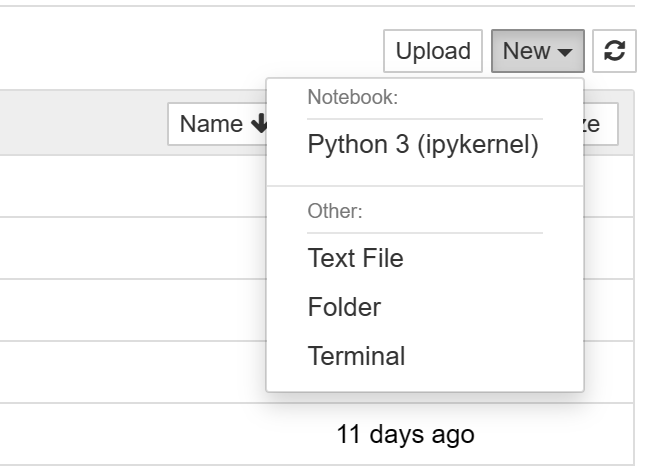 Upload New
Notebook:
Name
Python 3 (ipykernel)
Other:
Text File
Folder
Terminal
11 days ago